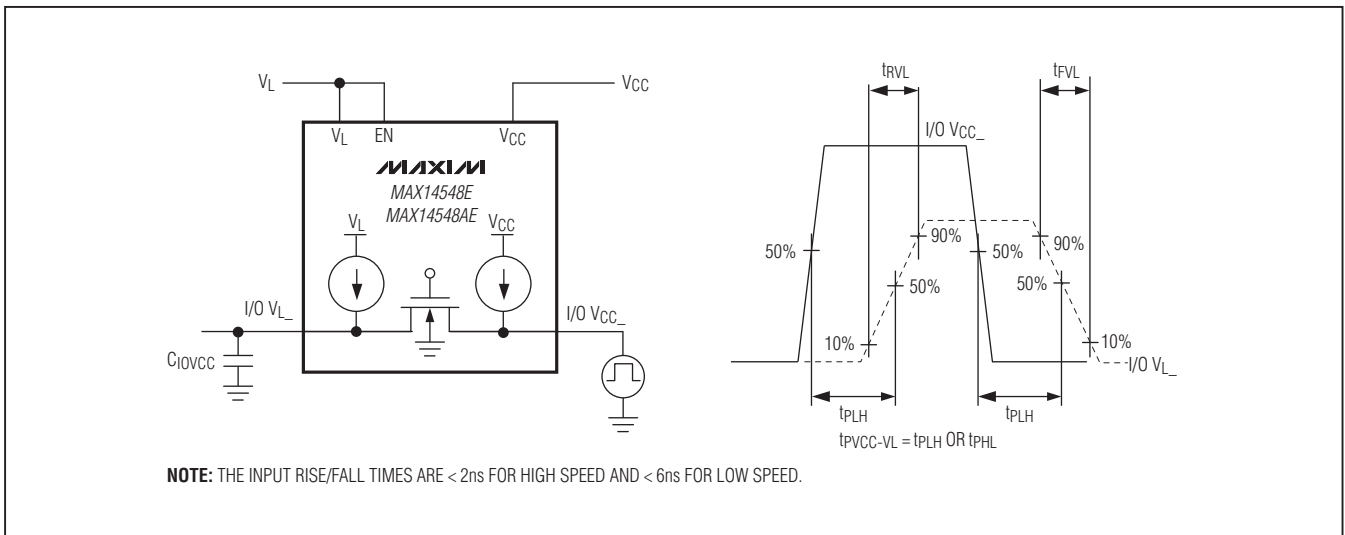 VL
VCC
VL EN VCC
MAXIM
MAX14548E
MAX14548AE
VL
VCC
I/O VL_
I/O VCC_
CIOVCC
tRVL
tFVL
I/O VCC_
50%
90%
50%
10%
50%
90%
50%
10%
I/O VL_
tPLH
tPLH
tPVCC-VL = tPLH OR tPHL
NOTE: THE INPUT RISE/FALL TIMES ARE < 2ns FOR HIGH SPEED AND < 6ns FOR LOW SPEED.